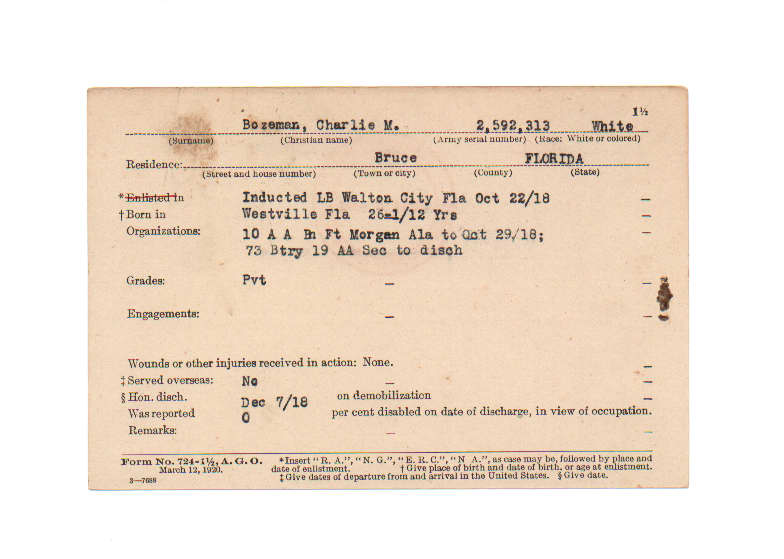 1½
Bozeman, Charlie M. 2,592,313 White
(Surname) (Christian name) (Army serial number) (Race: White or colored)
Residence: Bruce FLORIDA
(Street and house number) (Town or city) (County) (State)
*Enlisted in Inducted LB Walton City Fla Oct 22/18 –
†Born in Westville Fla 26-1/12 Yrs –
Organizations: 10 A A Bn Ft Morgan Ala to Oct 29/18; –
73 Btry 19 AA Sec to disch
Grades: Pvt – –
Engagements: – –
Wounds or other injuries received in action: None. –
‡Served overseas: No – –
§Hon. disch. Dec 7/18 on demobilization –
Was reported 0 per cent disabled on date of discharge, in view of occupation.
Remarks: – –
Form No. 724-1½, A. G. O. *Insert "R. A.", "N. G.", "E. R. C.", "N A.", as case may be, followed by place and
March 12, 1920. date of enlistment. †Give place of birth and date of birth, or age at enlistment.
3—7688 ‡Give dates of departure from and arrival in the United States. §Give date.